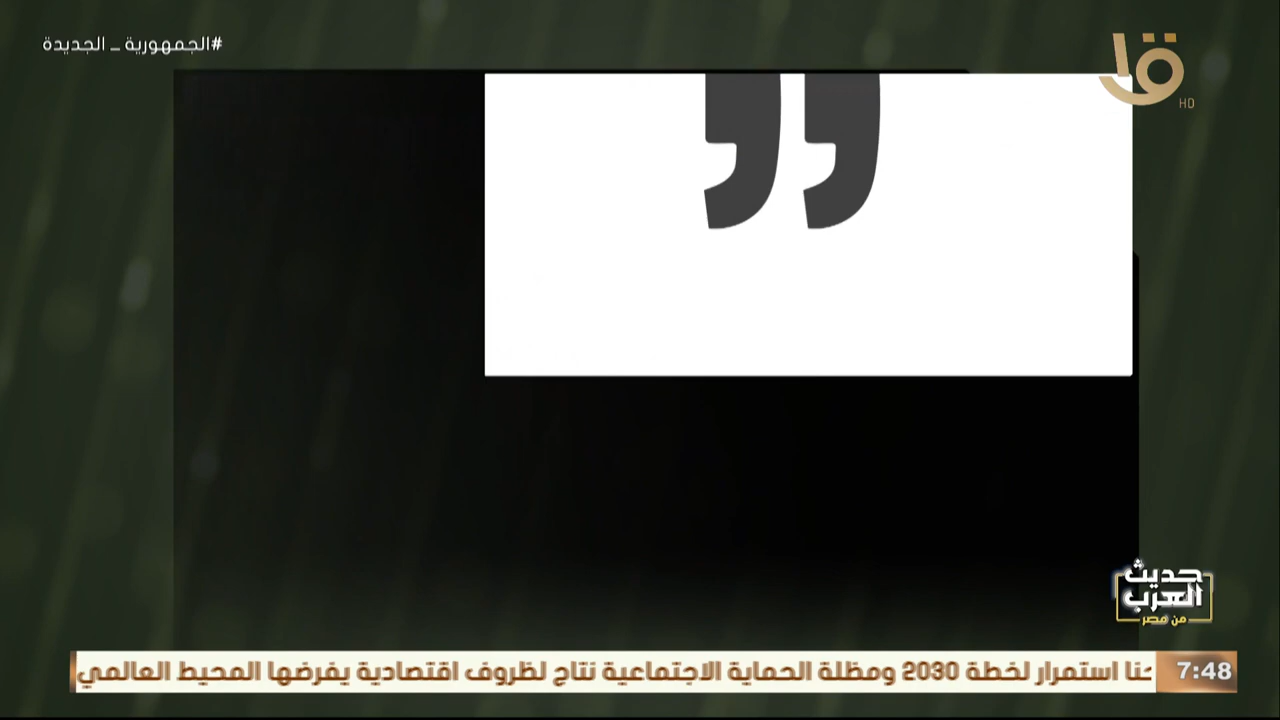 #الجمهورية _ الجديدة
HD
”
حديث
العرب
من مصر
استمرار لخطة 2030 ومظلة الحماية الاجتماعية نتاج لظروف اقتصادية يفرضها المحيط العالمي
7:48